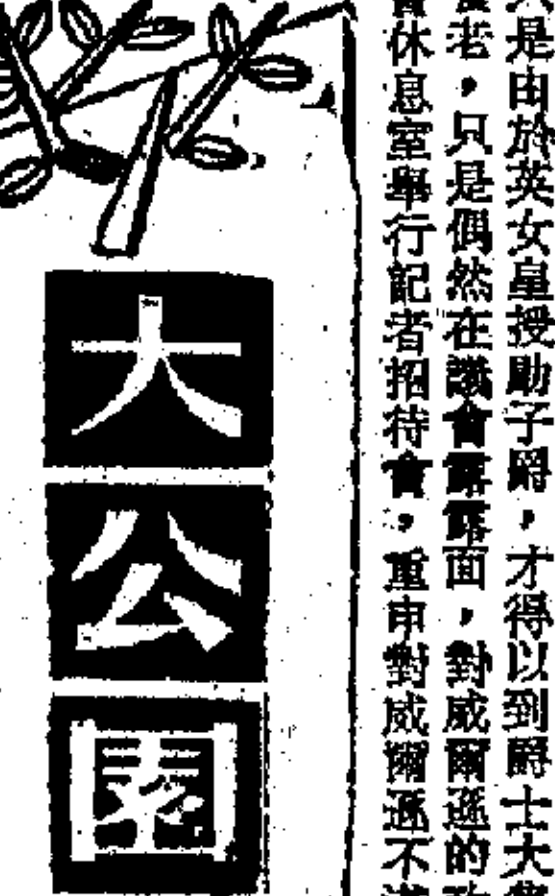 是由於英女皇授勛子爵，才得以到爵士大
老，只是偶然在議會露露面，對威爾遜的
休息室舉行記者招待會，重申對威爾遜不
大公園